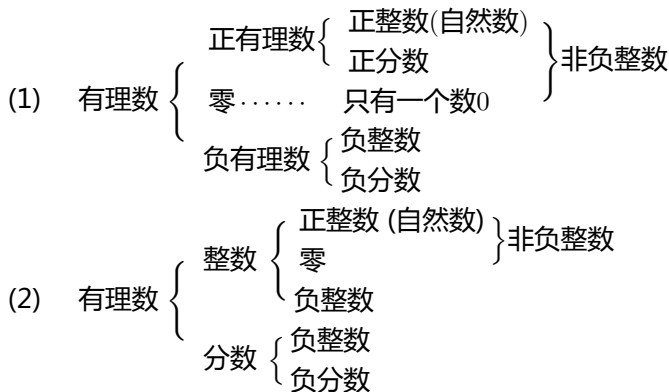 正有理数 正整数(自然数)
正分数
非负整数
(1) 有理数 零…… 只有一个数0
负有理数 负整数
负分数
整数 正整数 (自然数)
零
非负整数
负整数
(2) 有理数
分数 负整数
负分数